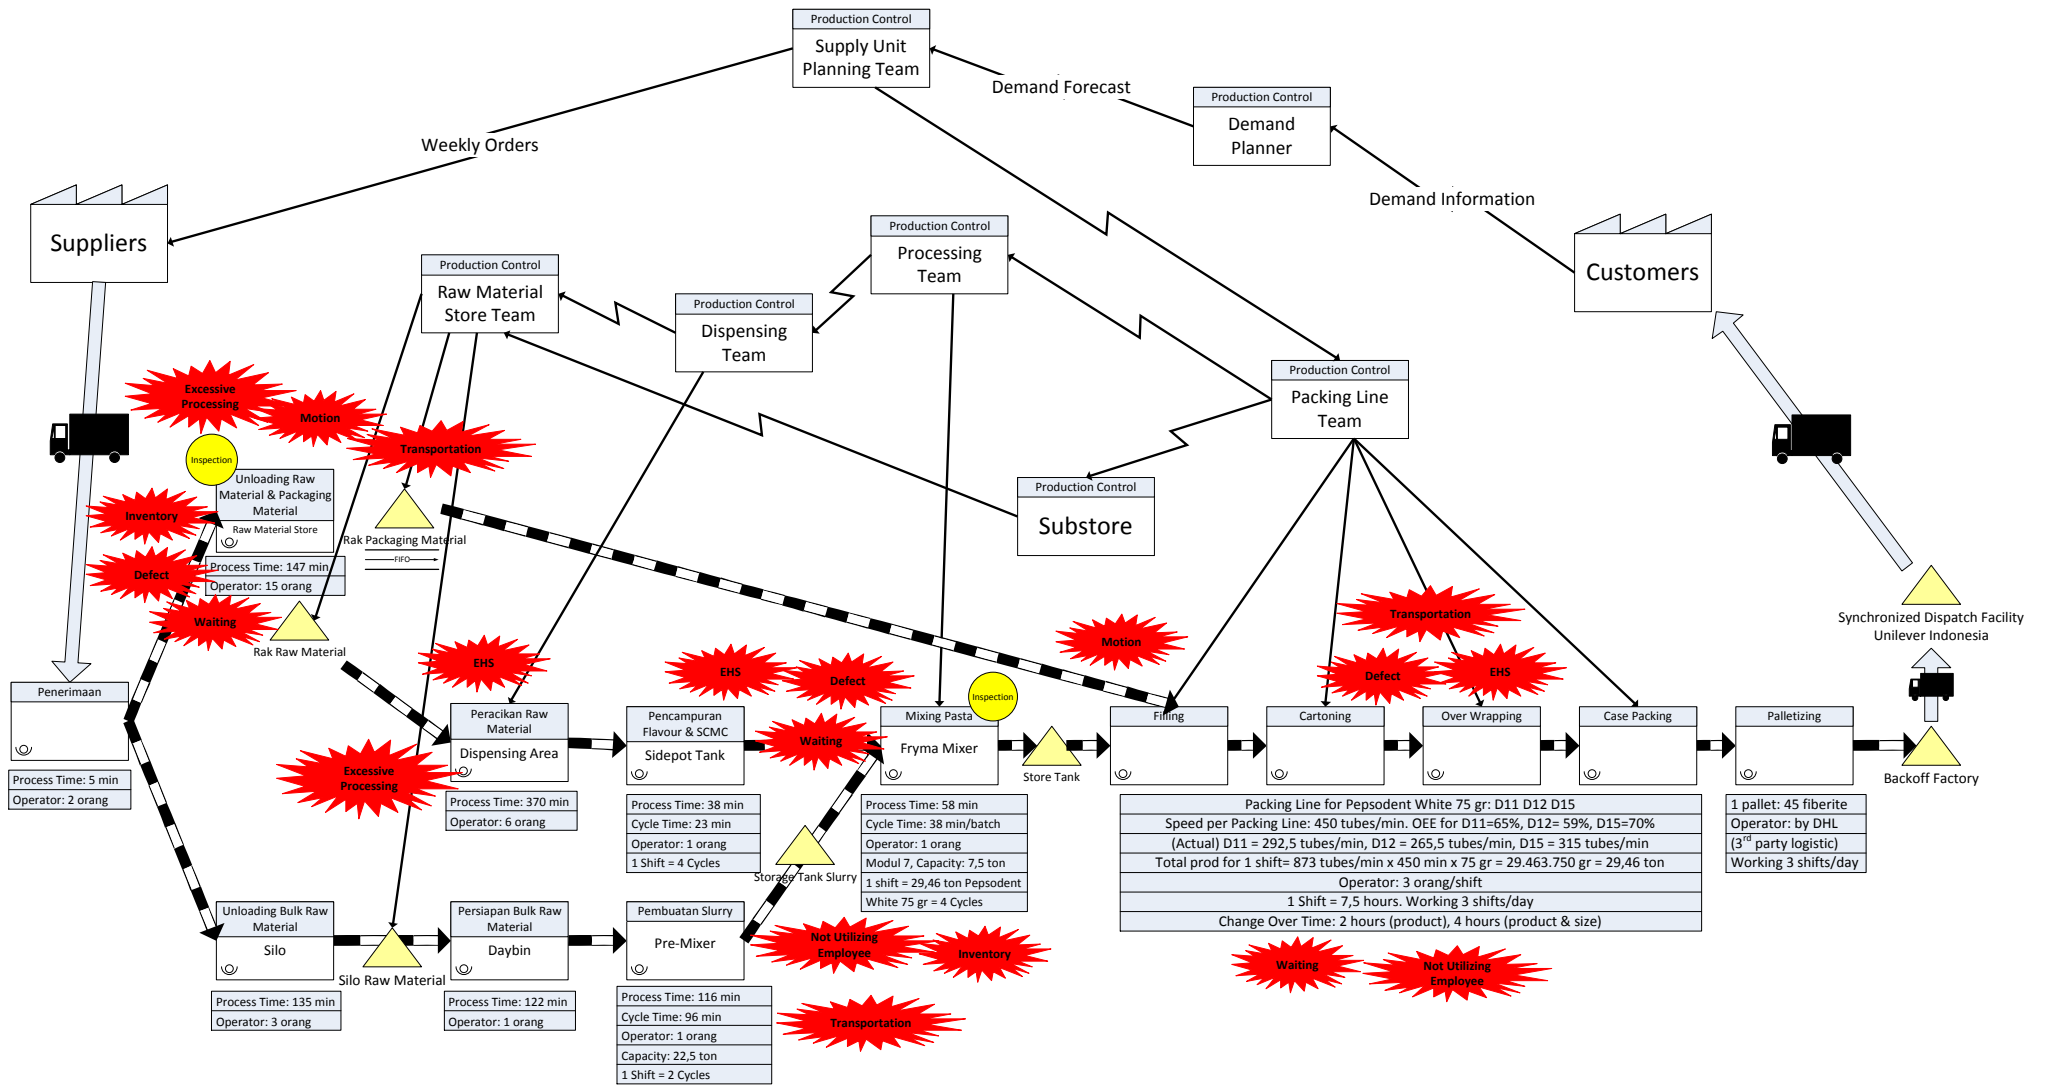 Production Control
Supply Unit
Planning Team
Demand Forecast
Production Control
Demand
Planner
Weekly Orders
Demand Information
Suppliers
Customers
Production Control
Processing
Team
Production Control
Raw Material
Store Team
Production Control
Dispensing
Team
Production Control
Packing Line
Team
Production Control
Substore
Excessive
Processing
Motion
Transportation
Inspection
Unloading Raw
Material & Packaging
Material
Raw Material Store
Process Time: 147 min
Operator: 15 orang
Inventory
Defect
Waiting
Rak Packaging Material
FIFO
Rak Raw Material
Penerimaan
Process Time: 5 min
Operator: 2 orang
EHS
Excessive
Processing
Peracikan Raw
Material
Dispensing Area
Process Time: 370 min
Operator: 6 orang
EHS
Defect
Waiting
Pencampuran
Flavour & SCMC
Sidepot Tank
Process Time: 38 min
Cycle Time: 23 min
Operator: 1 orang
1 Shift = 4 Cycles
Inspection
Mixing Pasta
Fryma Mixer
Process Time: 58 min
Cycle Time: 38 min/batch
Operator: 1 orang
Modul 7, Capacity: 7,5 ton
1 shift = 29,46 ton Pepsodent
White 75 gr = 4 Cycles
Storage Tank Slurry
Store Tank
Motion
Transportation
Defect
EHS
Filling
Cartoning
Over Wrapping
Case Packing
Palletizing
Packing Line for Pepsodent White 75 gr: D11 D12 D15
Speed per Packing Line: 450 tubes/min. OEE for D11=65%, D12= 59%, D15=70%
(Actual) D11 = 292,5 tubes/min, D12 = 265,5 tubes/min, D15 = 315 tubes/min
Total prod for 1 shift= 873 tubes/min x 450 min x 75 gr = 29.463.750 gr = 29,46 ton
Operator: 3 orang/shift
1 Shift = 7,5 hours. Working 3 shifts/day
Change Over Time: 2 hours (product), 4 hours (product & size)
1 pallet: 45 fiberite
Operator: by DHL
(3rd party logistic)
Working 3 shifts/day
Synchronized Dispatch Facility
Unilever Indonesia
Backoff Factory
Unloading Bulk Raw
Material
Silo
Process Time: 135 min
Operator: 3 orang
Silo Raw Material
Persiapan Bulk Raw
Material
Daybin
Process Time: 122 min
Operator: 1 orang
Pembuatan Slurry
Pre-Mixer
Process Time: 116 min
Cycle Time: 96 min
Operator: 1 orang
Capacity: 22,5 ton
1 Shift = 2 Cycles
Not Utilizing
Employee
Inventory
Transportation
Waiting
Not Utilizing
Employee